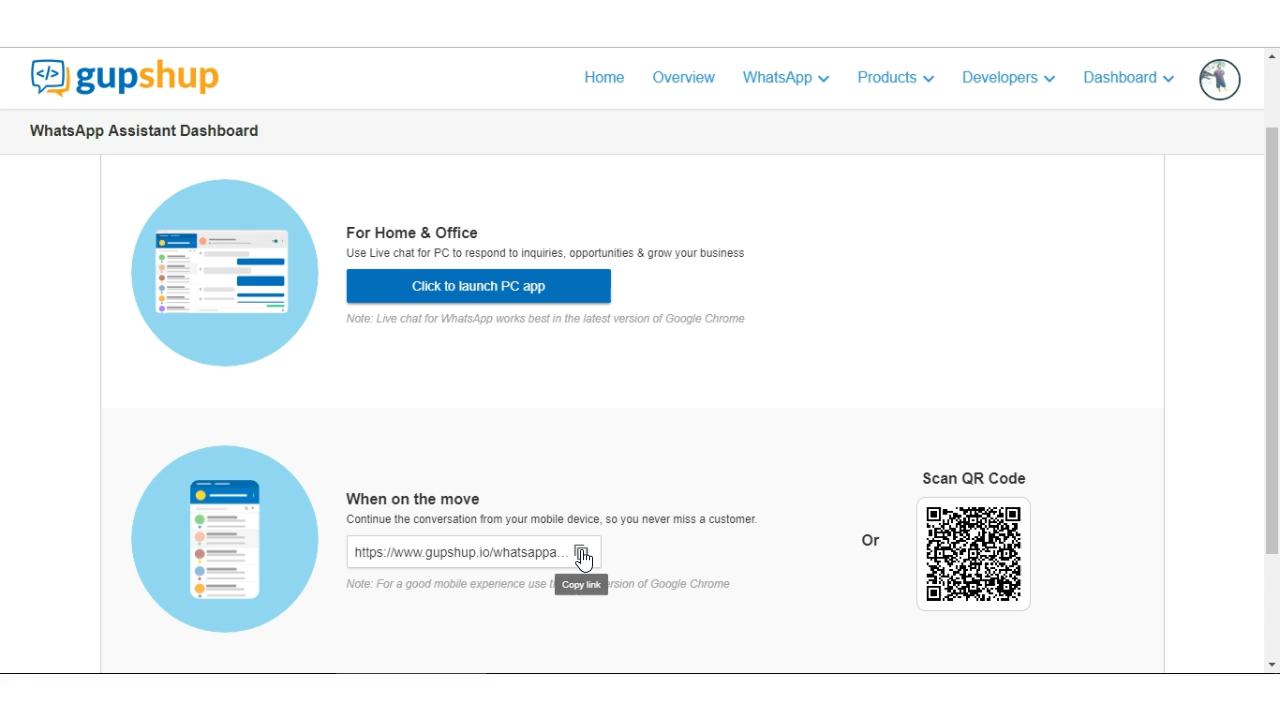 gupshup
Home Overview WhatsApp Products Developers Dashboard
WhatsApp Assistant Dashboard
For Home & Office
Use Live chat for PC to respond to inquiries, opportunities & grow your business
Click to launch PC app
Note: Live chat for WhatsApp works best in the latest version of Google Chrome
When on the move
Continue the conversation from your mobile device, so you never miss a customer.
https://www.gupshup.io/whatsappa...
Note: For a good mobile experience use
Copy link
of Google Chrome
Or
Scan QR Code